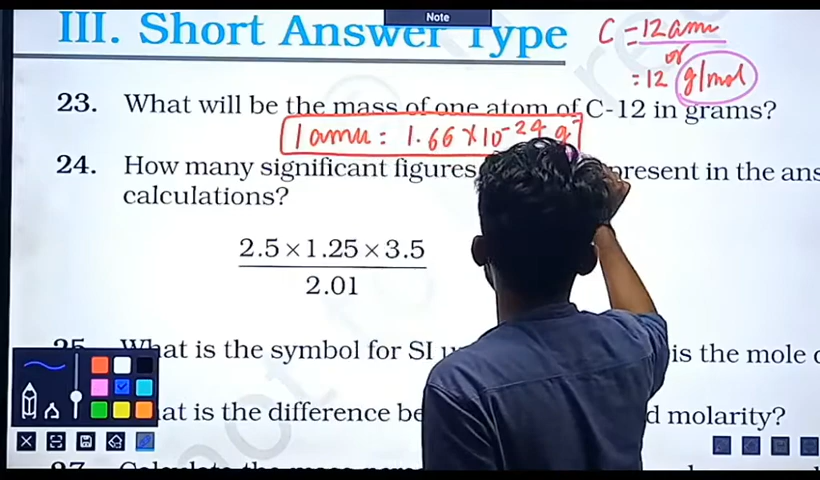 Note
III. Short Answer Type
C = 12 amu
or
= 12 g/mol
23. What will be the mass of one atom of C-12 in grams?
1 amu = 1.66 × 10⁻²⁴ g
24. How many significant figures present in the ans
calculations?
2.5 × 1.25 × 3.5
2.01
25. What is the symbol for SI is the mole
at is the difference be d molarity?
27.